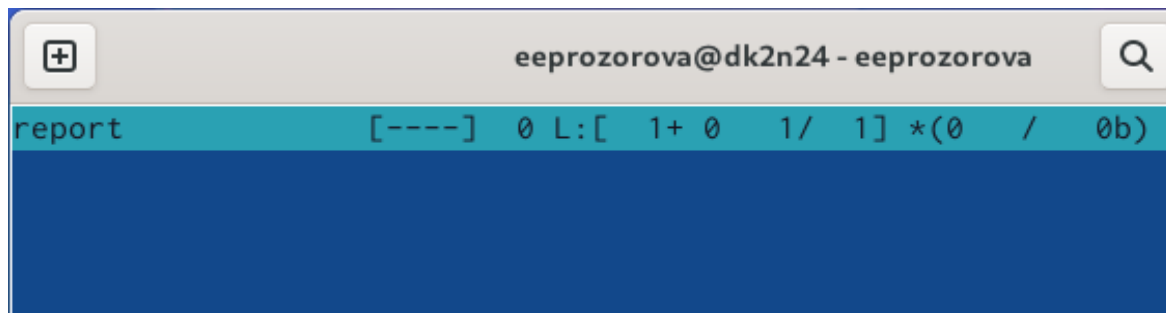 eeprozorova@dk2n24 - eeprozorova
report [----] 0 L:[ 1+ 0 1/ 1] *(0 / 0b)